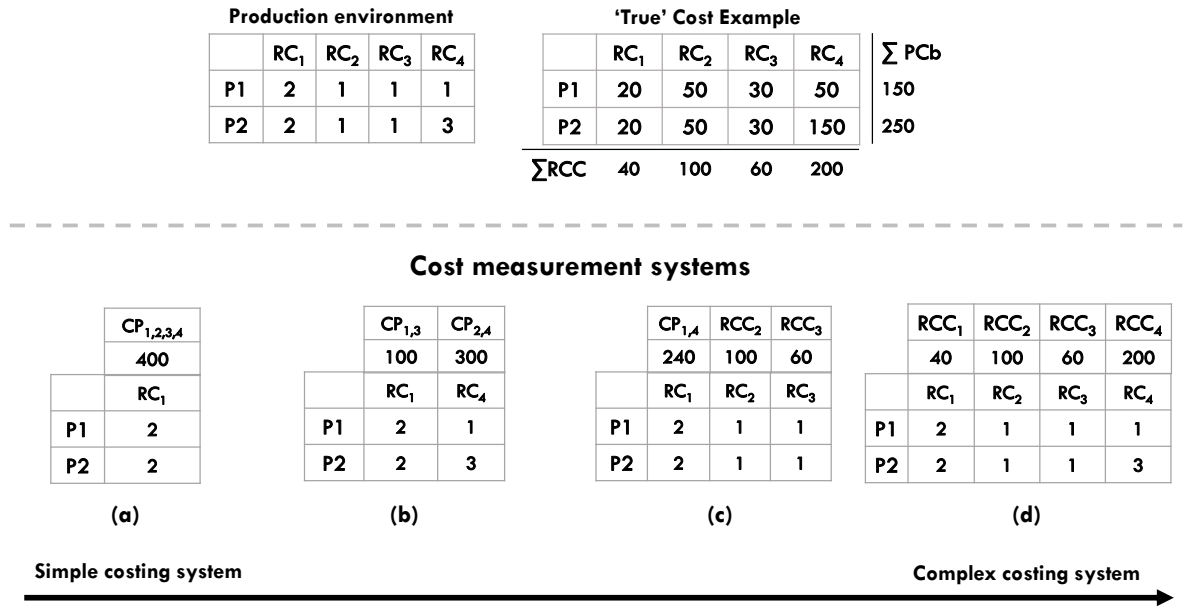 Production environment
RC₁ RC₂ RC₃ RC₄
P1 2 1 1 1
P2 2 1 1 3
‘True’ Cost Example
RC₁ RC₂ RC₃ RC₄ ∑ PCb
P1 20 50 30 50 150
P2 20 50 30 150 250
∑RCC 40 100 60 200
Cost measurement systems
CP₁,₂,₃,₄
400
RC₁
P1 2
P2 2
(a)
CP₁,₃ CP₂,₄
100 300
RC₁ RC₄
P1 2 1
P2 2 3
(b)
CP₁,₄ RCC₂ RCC₃
240 100 60
RC₁ RC₂ RC₃
P1 2 1 1
P2 2 1 1
(c)
RCC₁ RCC₂ RCC₃ RCC₄
40 100 60 200
RC₁ RC₂ RC₃ RC₄
P1 2 1 1 1
P2 2 1 1 3
(d)
Simple costing system
Complex costing system